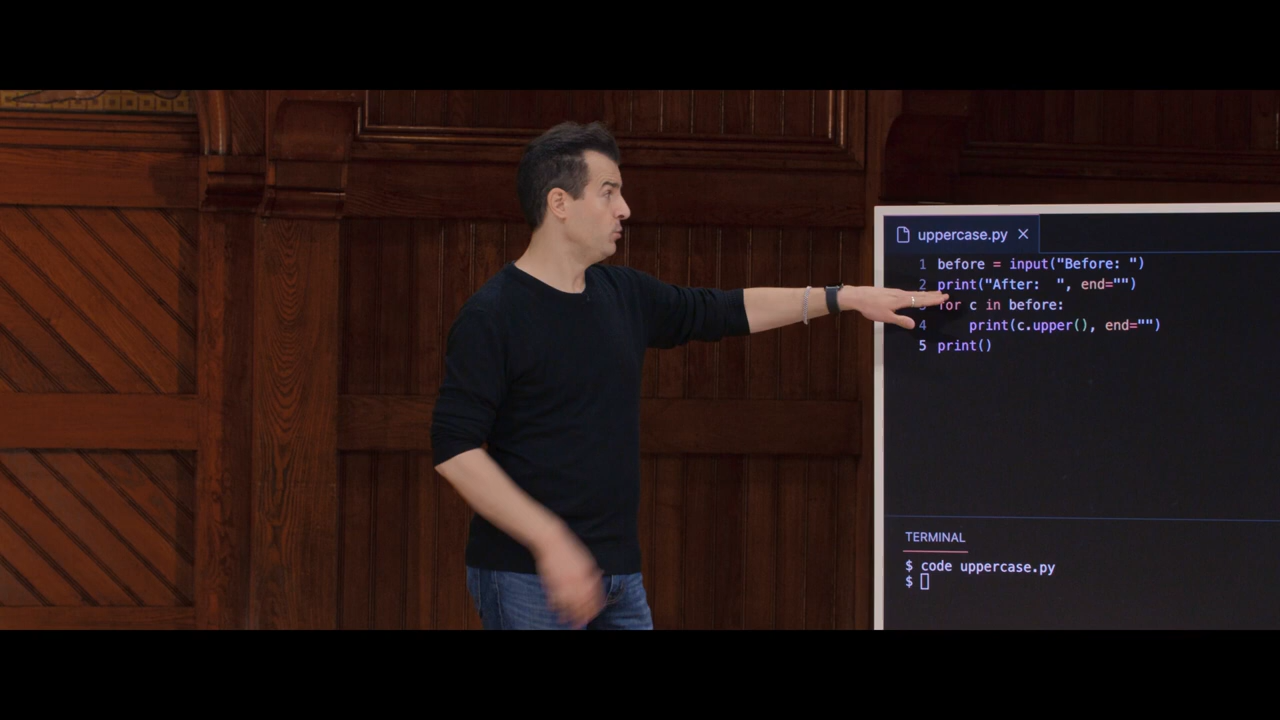 uppercase.py
1 before = input("Before: ")
2 print("After:  ", end="")
3 for c in before:
4     print(c.upper(), end="")
5 print()
TERMINAL
$ code uppercase.py
$